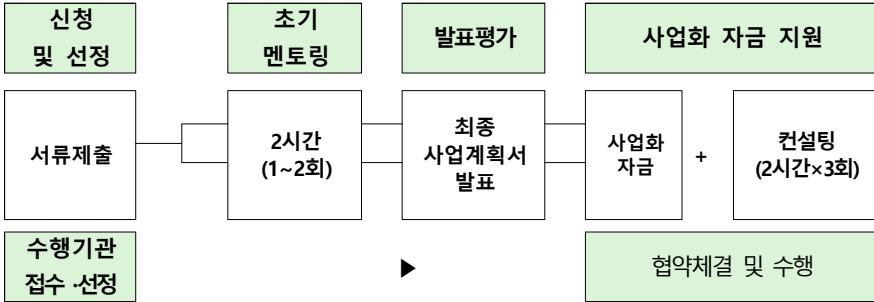 신청
및 선정
초기
멘토링
발표평가
사업화 자금 지원
서류제출
2시간
(1~2회)
최종
사업계획서
발표
사업화
자금
+
컨설팅
(2시간×3회)
수행기관
접수 ·선정
▶
협약체결 및 수행